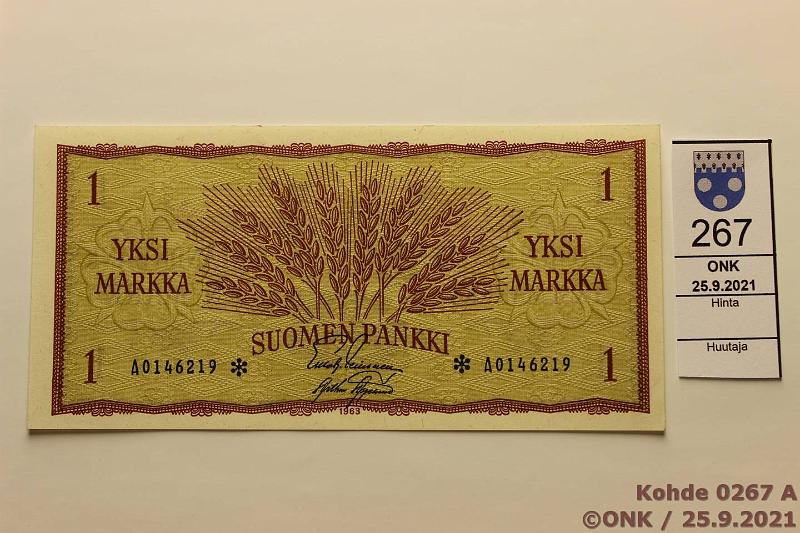 1
1
YKSI
MARKKA
YKSI
MARKKA
SUOMEN PANKKI
1
A0146219 *
* A0146219
1
1963
267
ONK
25.9.2021
Hinta
Huutaja
Kohde 0267 A
©ONK / 25.9.2021